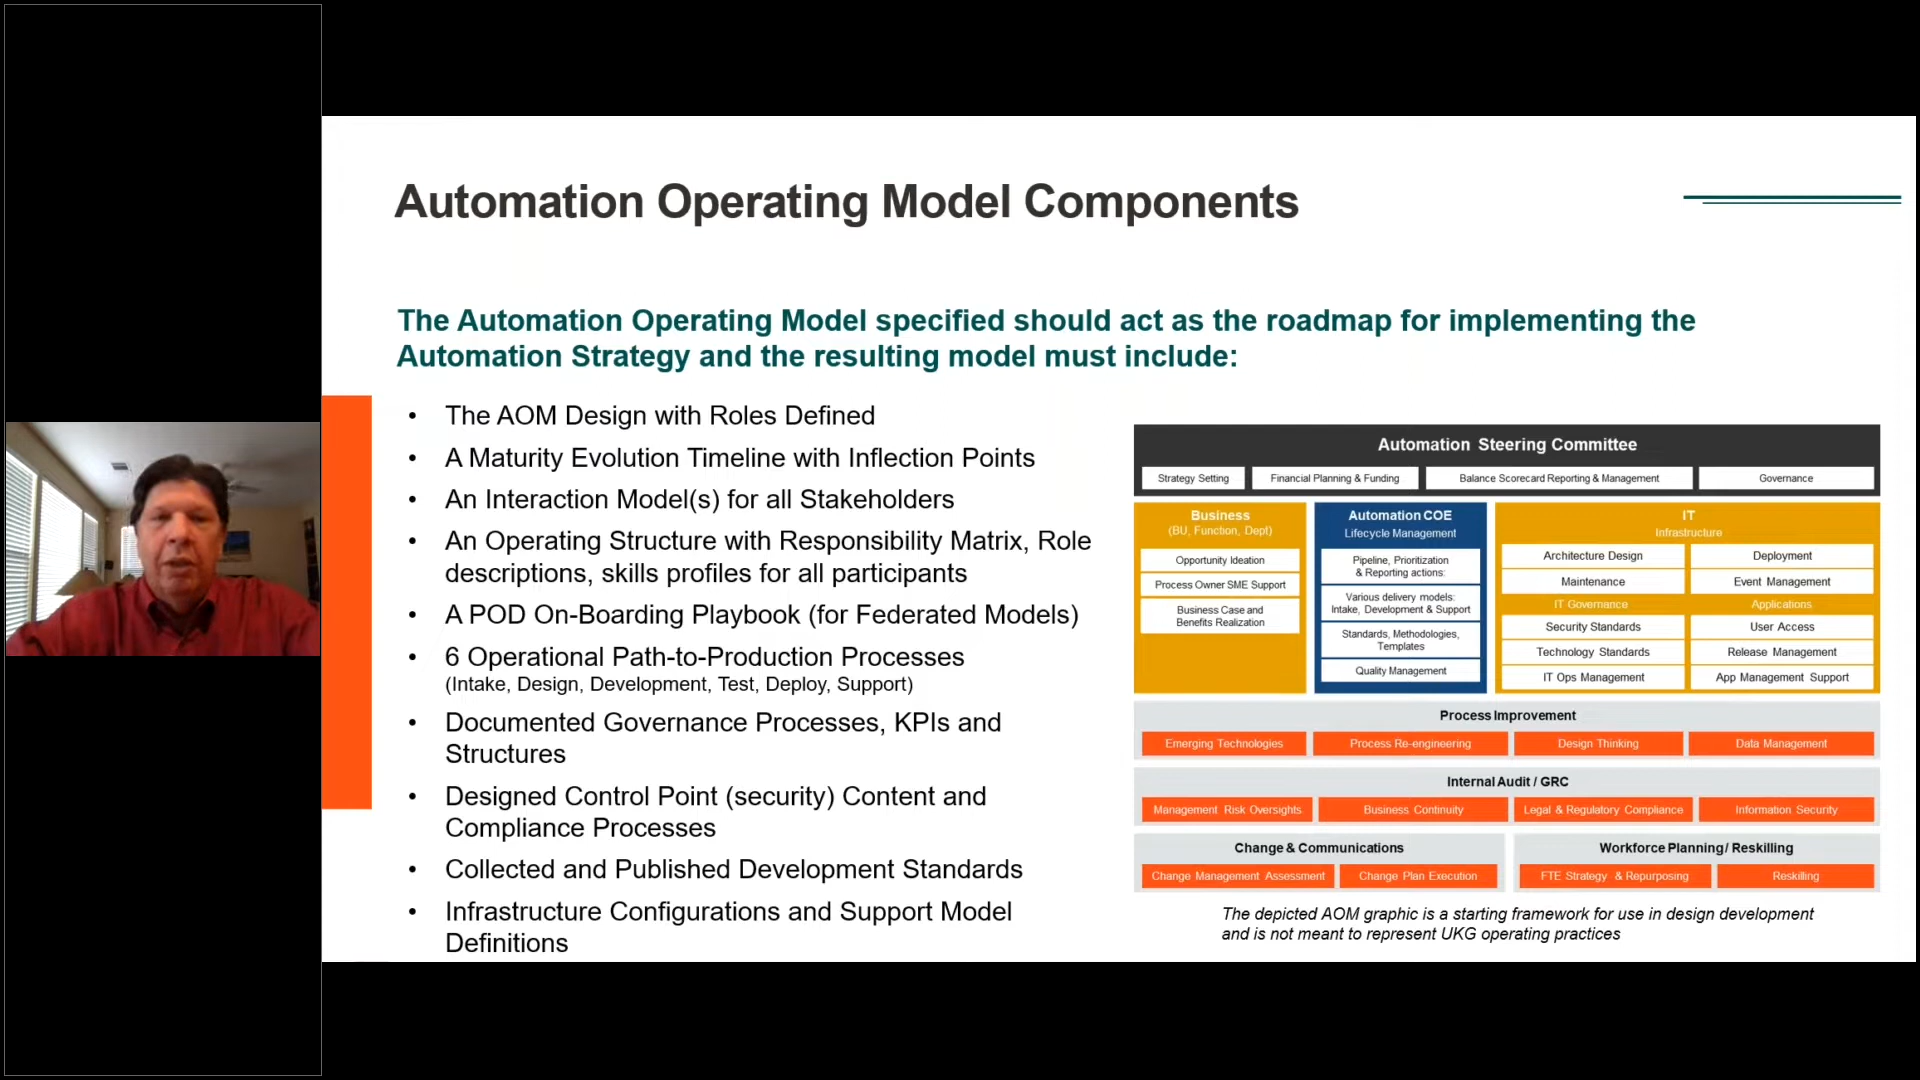 Automation Operating Model Components
The Automation Operating Model specified should act as the roadmap for implementing the
Automation Strategy and the resulting model must include:
• The AOM Design with Roles Defined
• A Maturity Evolution Timeline with Inflection Points
• An Interaction Model(s) for all Stakeholders
• An Operating Structure with Responsibility Matrix, Role
descriptions, skills profiles for all participants
• A POD On-Boarding Playbook (for Federated Models)
• 6 Operational Path-to-Production Processes
(Intake, Design, Development, Test, Deploy, Support)
• Documented Governance Processes, KPIs and
Structures
• Designed Control Point (security) Content and
Compliance Processes
• Collected and Published Development Standards
• Infrastructure Configurations and Support Model
Definitions
Automation Steering Committee
Strategy Setting
Financial Planning & Funding
Balance Scorecard Reporting & Management
Governance
Business
(BU, Function, Dept)
Opportunity Ideation
Process Owner SME Support
Business Case and
Benefits Realization
Automation COE
Lifecycle Management
Pipeline, Prioritization
& Reporting actions:
Various delivery models:
Intake, Development & Support
Standards, Methodologies,
Templates
Quality Management
IT
Infrastructure
Architecture Design
Deployment
Maintenance
Event Management
IT Governance
Applications
Security Standards
User Access
Technology Standards
Release Management
IT Ops Management
App Management Support
Process Improvement
Emerging Technologies
Process Re-engineering
Design Thinking
Data Management
Internal Audit / GRC
Management Risk Oversights
Business Continuity
Legal & Regulatory Compliance
Information Security
Change & Communications
Change Management Assessment
Change Plan Execution
Workforce Planning/ Reskilling
FTE Strategy & Repurposing
Reskilling
The depicted AOM graphic is a starting framework for use in design development
and is not meant to represent UKG operating practices